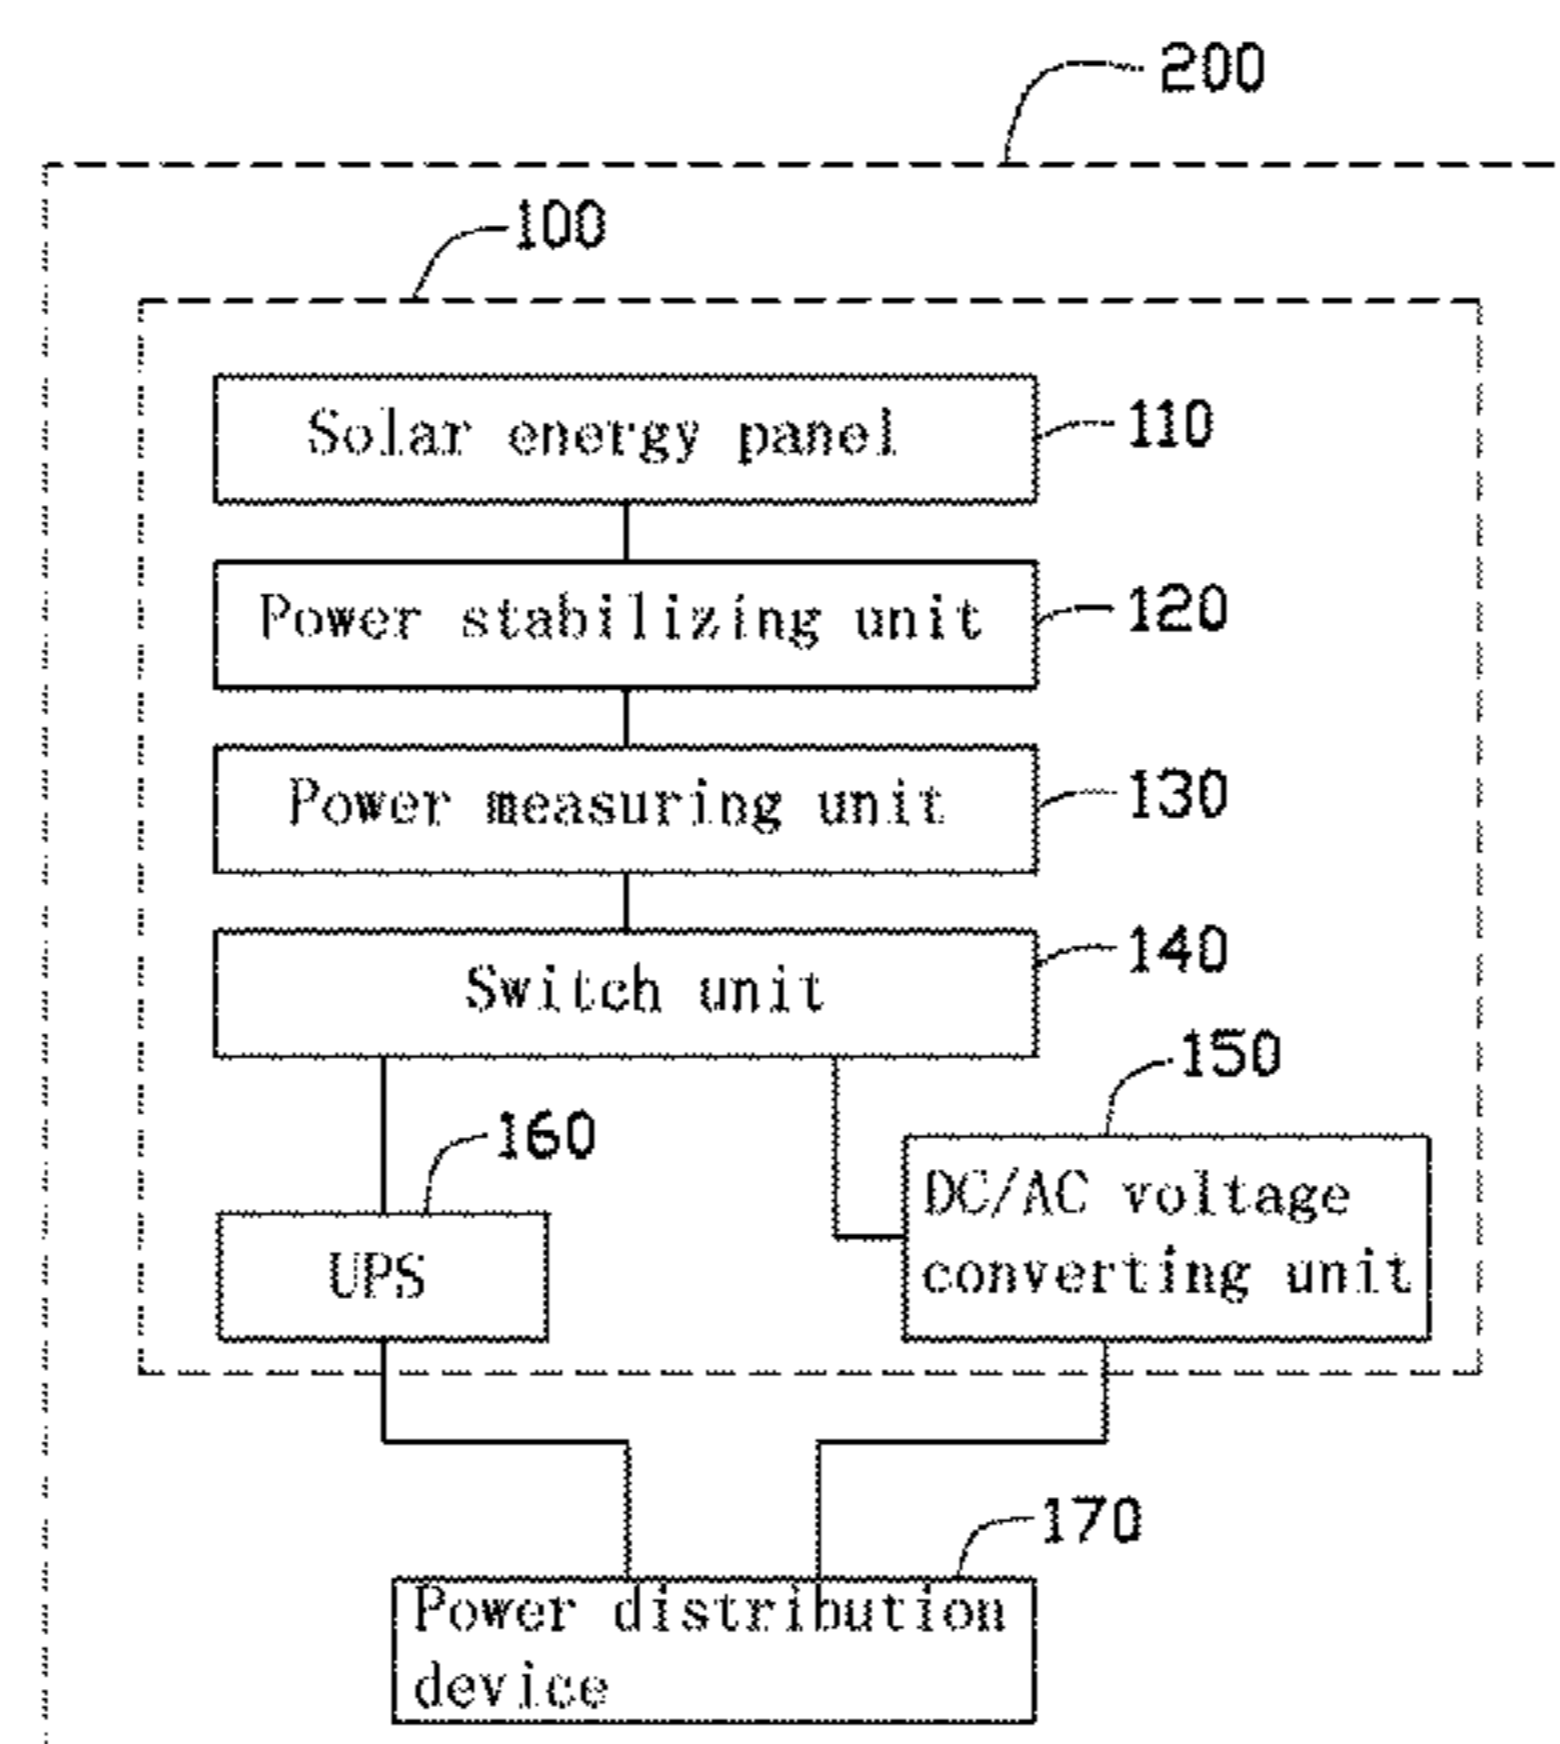 200
100
Solar energy panel
110
Power stabilizing unit
120
Power measuring unit
130
Switch unit
140
150
160
DC/AC voltage
converting unit
UPS
170
Power distribution
device